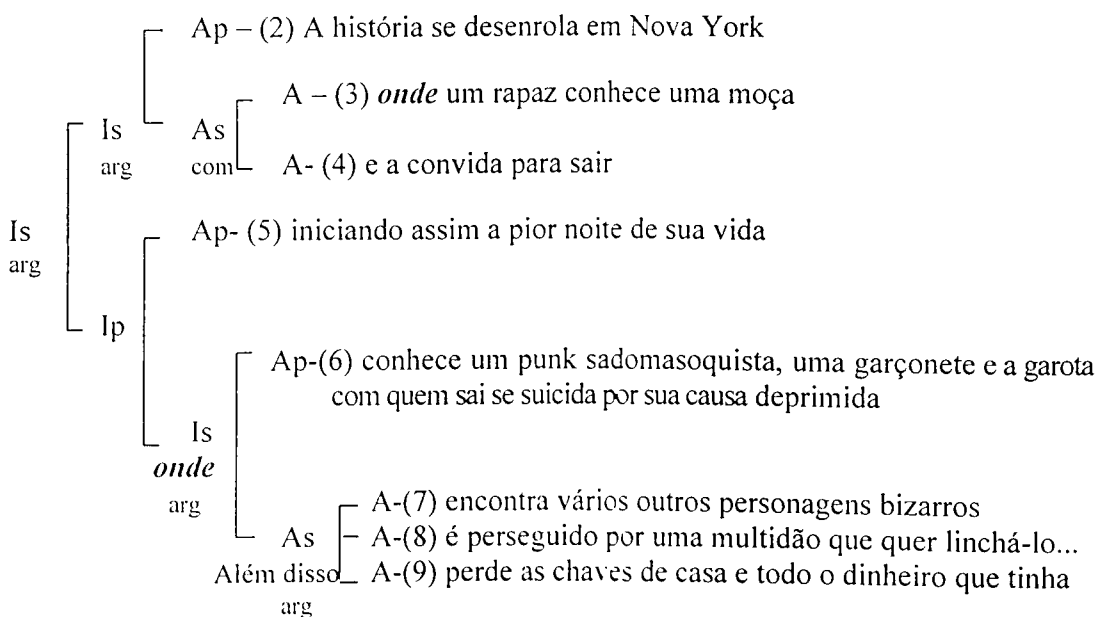 Ap – (2) A história se desenrola em Nova York
A – (3) onde um rapaz conhece uma moça
Is
As
arg
com
A- (4) e a convida para sair
Ap- (5) iniciando assim a pior noite de sua vida
Is
arg
Ip
Ap-(6) conhece um punk sadomasoquista, uma garçonete e a garota
com quem sai se suicida por sua causa deprimida
Is
onde
arg
A-(7) encontra vários outros personagens bizarros
As
A-(8) é perseguido por uma multidão que quer linchá-lo...
Além disso
A-(9) perde as chaves de casa e todo o dinheiro que tinha
arg